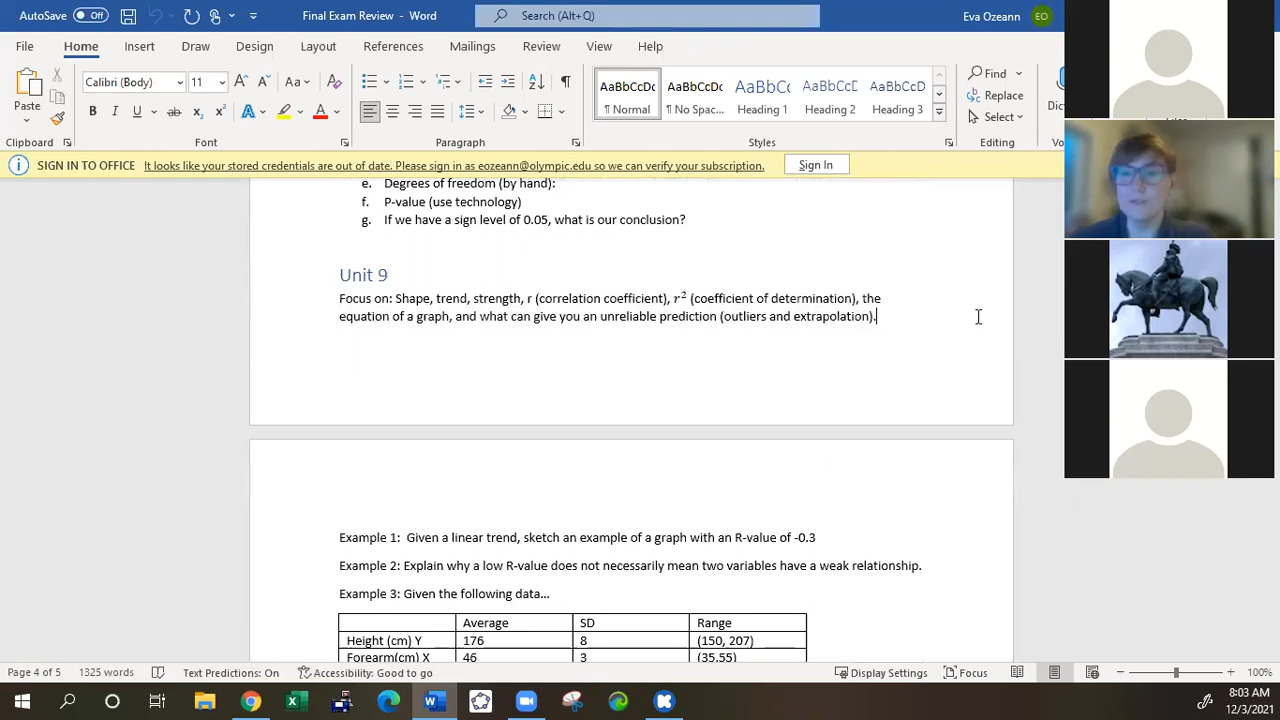 AutoSave Off Final Exam Review - Word Search (Alt+Q) Eva Ozeann EO
File Home Insert Draw Design Layout References Mailings Review View Help
Calibri (Body) 11 Aa
Find
Replace
Select
Paste
B I U ab x₂ x² A A
AaBbCcDc AaBbCcDc AaBbC AaBbCcD AaBbCcD
¶ Normal ¶ No Spac... Heading 1 Heading 2 Heading 3
Dict
Clipboard Font Paragraph Styles Editing Vo
SIGN IN TO OFFICE It looks like your stored credentials are out of date. Please sign in as eozeann@olympic.edu so we can verify your subscription. Sign In
e. Degrees of freedom (by hand):
f. P-value (use technology)
g. If we have a sign level of 0.05, what is our conclusion?
Unit 9
Focus on: Shape, trend, strength, r (correlation coefficient), r² (coefficient of determination), the
equation of a graph, and what can give you an unreliable prediction (outliers and extrapolation).
Example 1: Given a linear trend, sketch an example of a graph with an R-value of -0.3
Example 2: Explain why a low R-value does not necessarily mean two variables have a weak relationship.
Example 3: Given the following data...
Average SD Range
Height (cm) Y 176 8 (150, 207)
Forearm(cm) X 46 3 (35,55)
Page 4 of 5 1325 words Text Predictions: On Accessibility: Good to go Display Settings Focus 100%
8:03 AM
12/3/2021